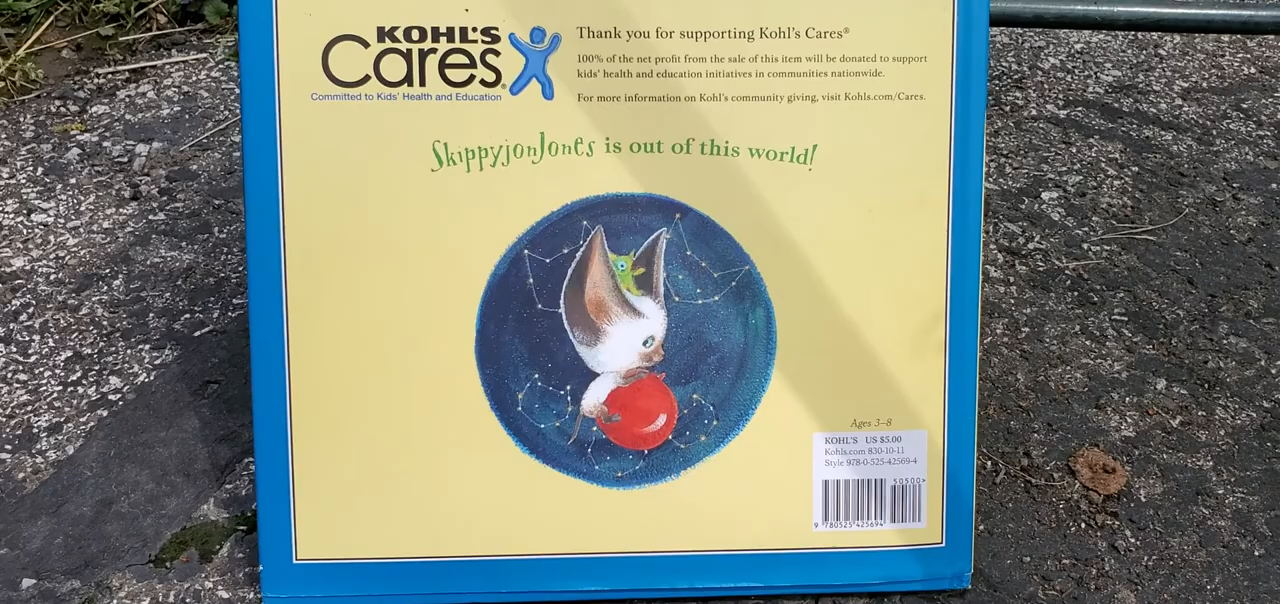 KOHL'S
Cares®
Committed to Kids' Health and Education
Thank you for supporting Kohl's Cares®
100% of the net profit from the sale of this item will be donated to support
kids' health and education initiatives in communities nationwide.
For more information on Kohl's community giving, visit Kohls.com/Cares.
SkippyjonJones is out of this world!
Ages 3–8
KOHL'S US $5.00
Kohls.com 830-10-11
Style 978-0-525-42569-4
50500>
9 780525 425694